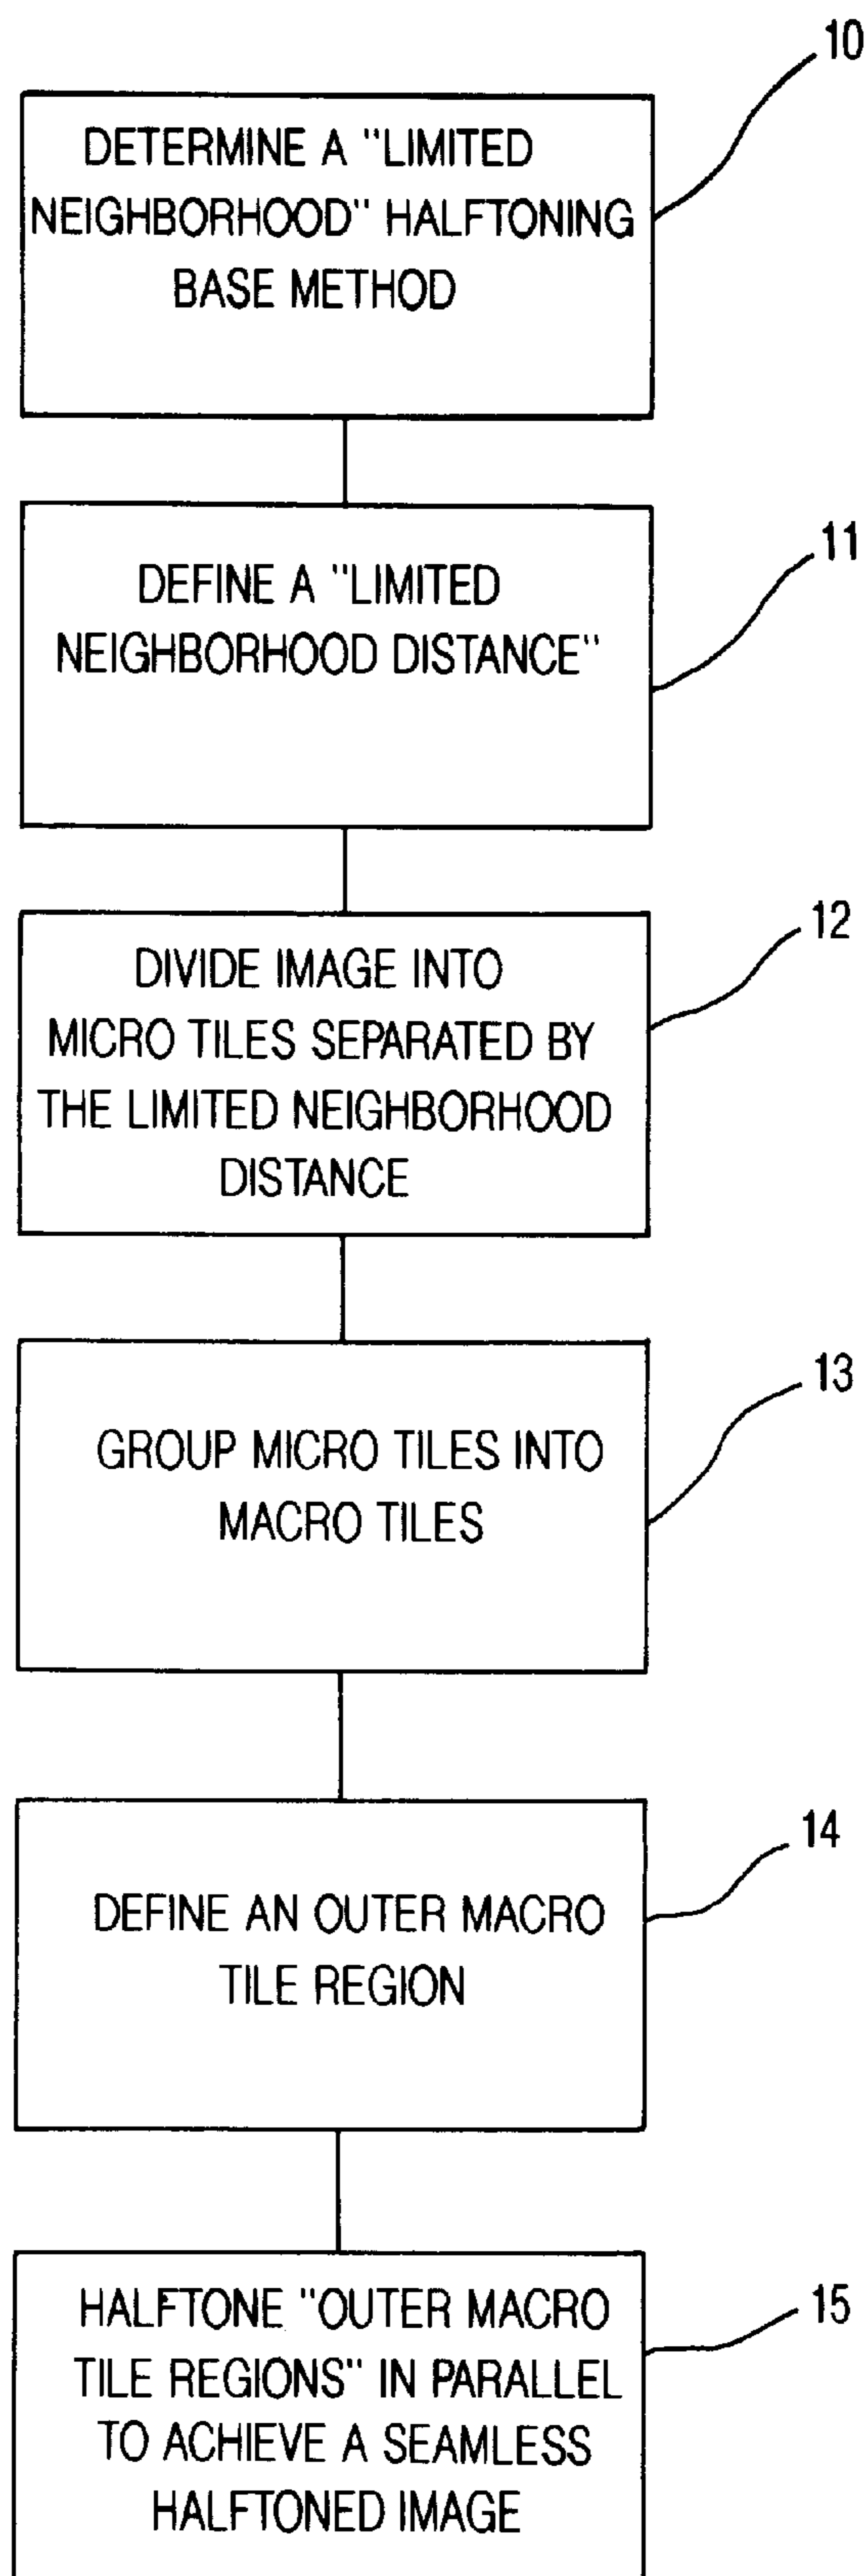 10
DETERMINE A "LIMITED
NEIGHBORHOOD" HALFTONING
BASE METHOD
11
DEFINE A "LIMITED
NEIGHBORHOOD DISTANCE"
12
DIVIDE IMAGE INTO
MICRO TILES SEPARATED BY
THE LIMITED NEIGHBORHOOD
DISTANCE
13
GROUP MICRO TILES INTO
MACRO TILES
14
DEFINE AN OUTER MACRO
TILE REGION
15
HALFTONE "OUTER MACRO
TILE REGIONS" IN PARALLEL
TO ACHIEVE A SEAMLESS
HALFTONED IMAGE